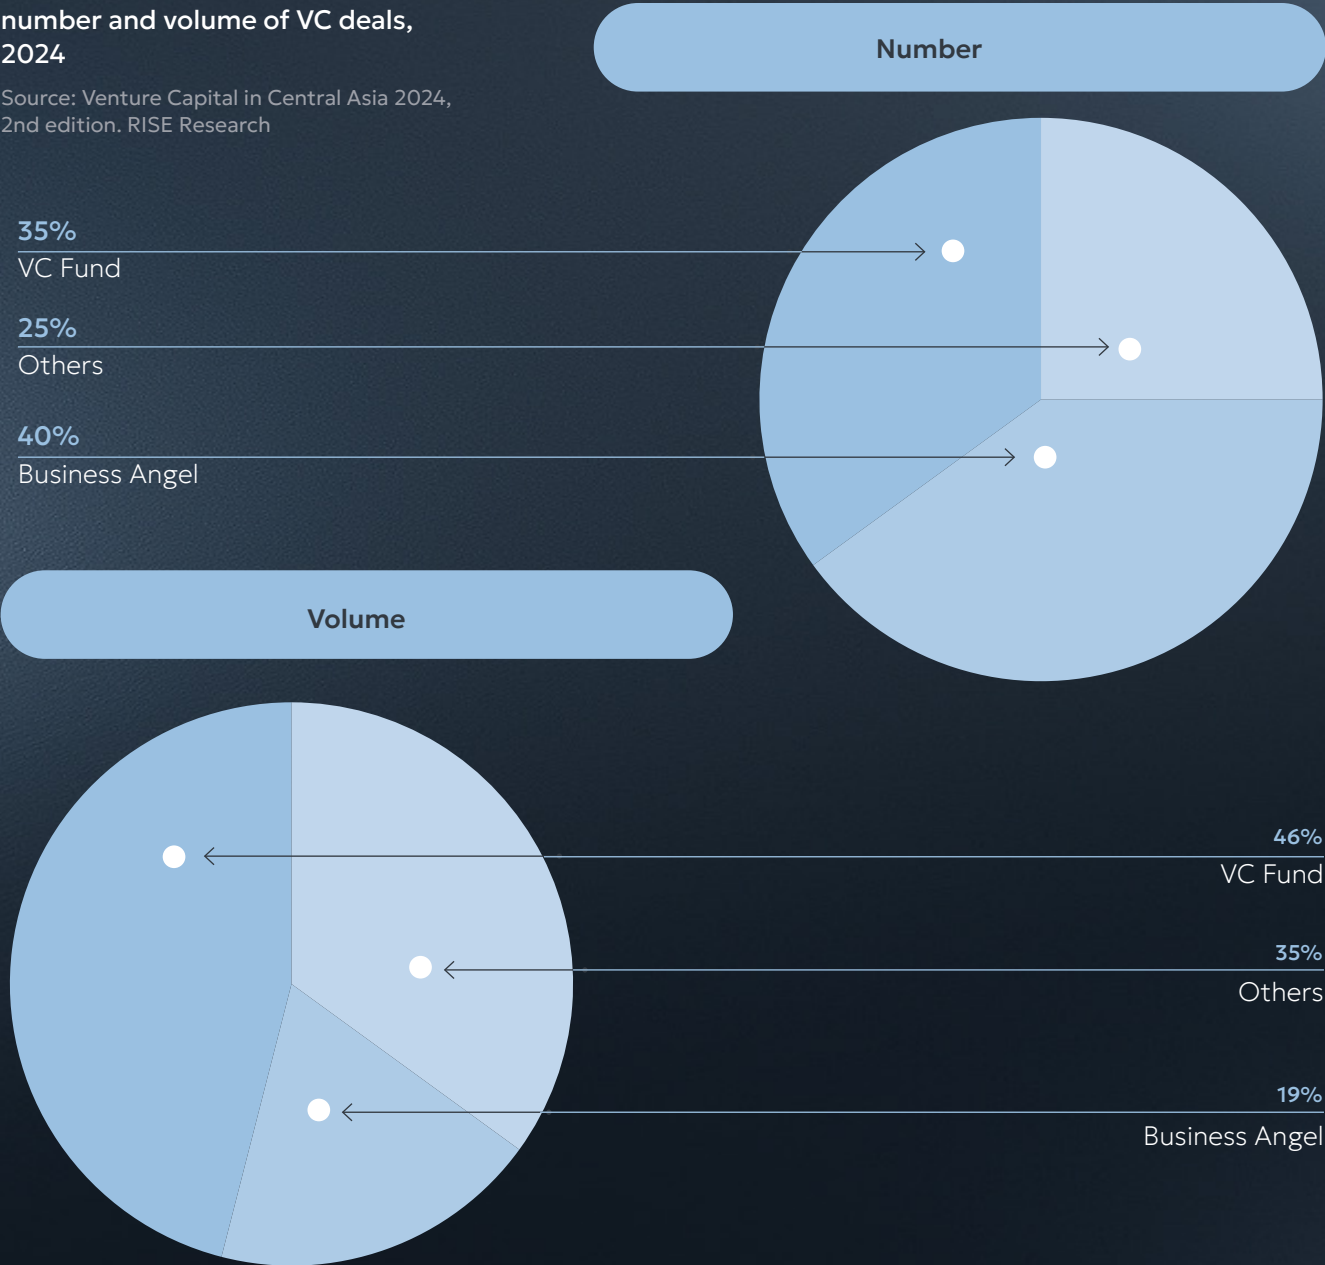 number and volume of VC deals,
2024
Source: Venture Capital in Central Asia 2024,
2nd edition. RISE Research
Number
35%
VC Fund
25%
Others
40%
Business Angel
Volume
46%
VC Fund
35%
Others
19%
Business Angel